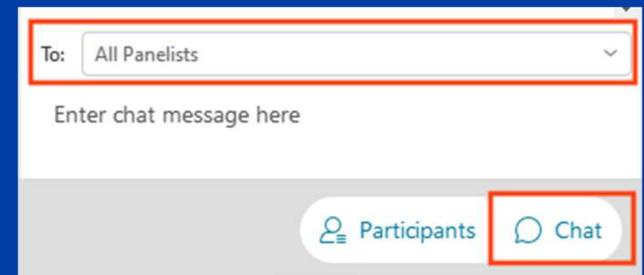 To: All Panelists
Enter chat message here
Participants Chat